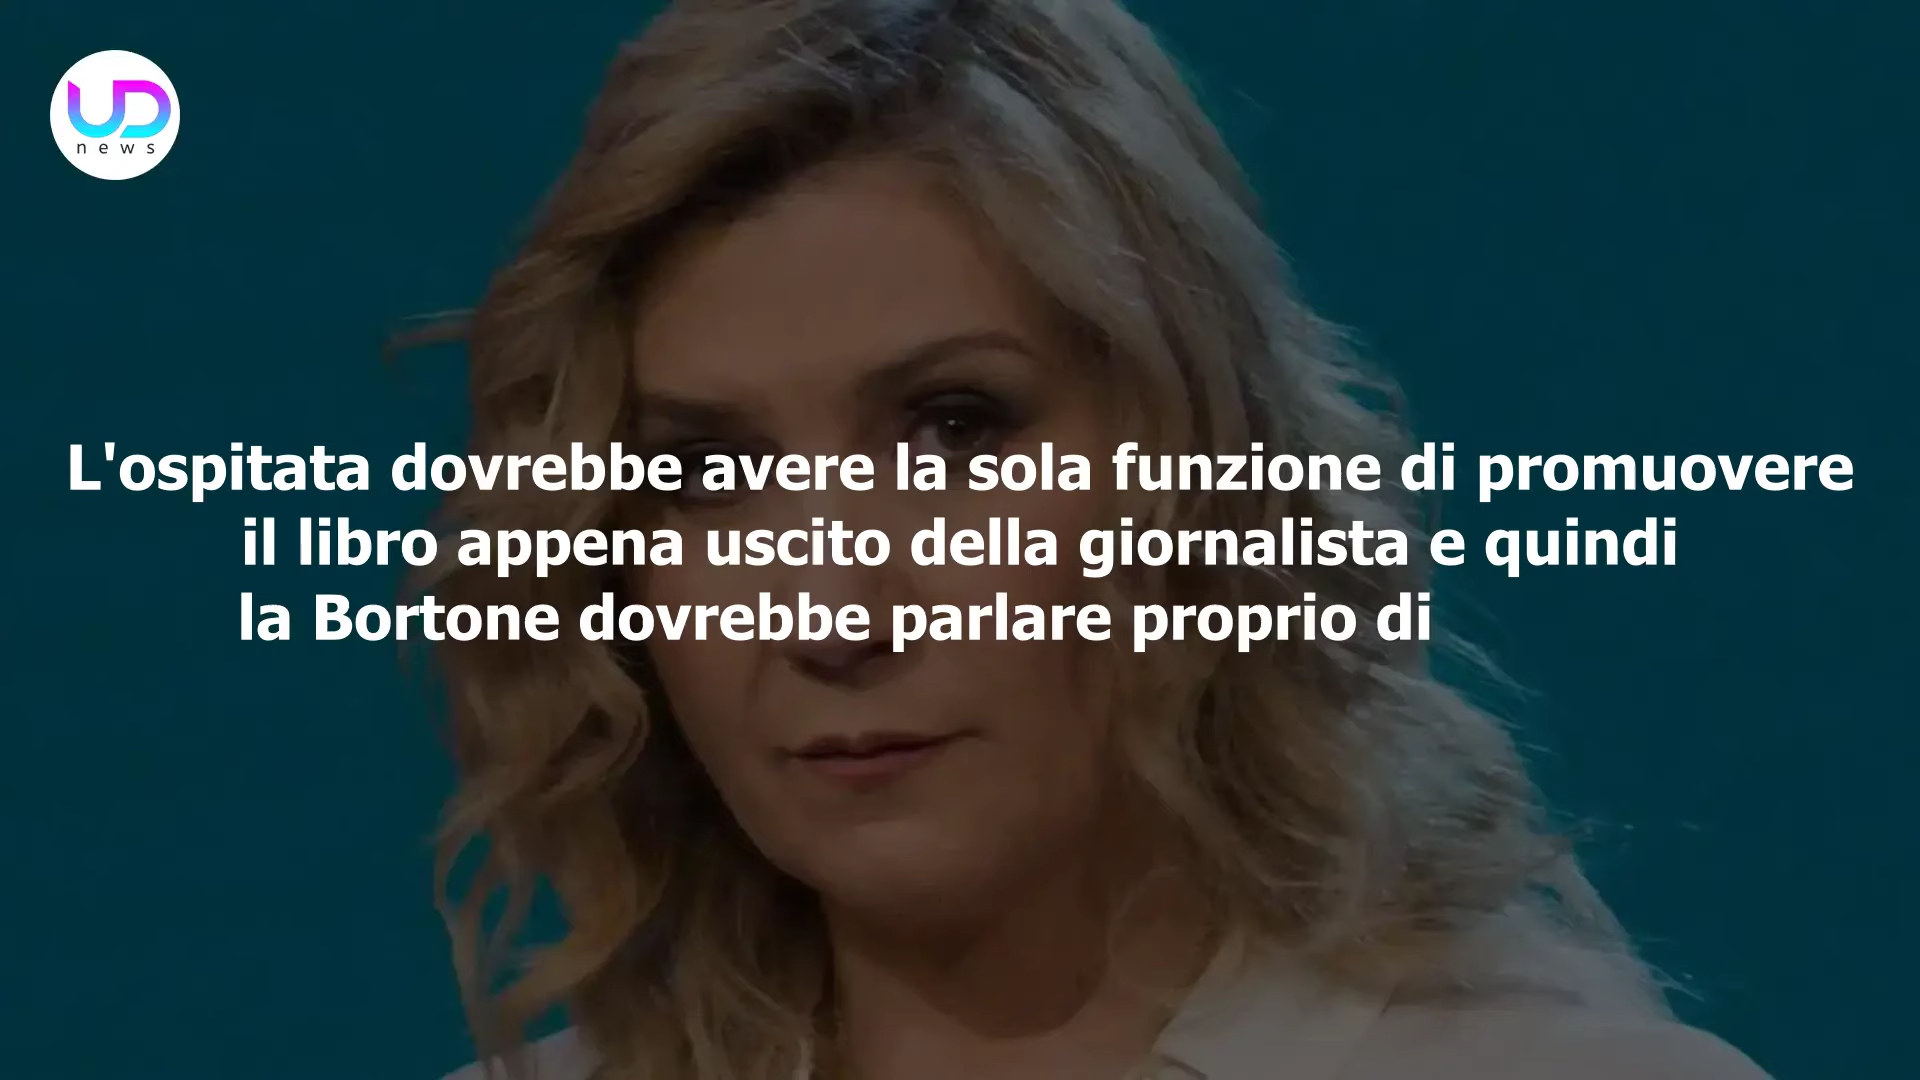 UD
news
L'ospitata dovrebbe avere la sola funzione di promuovere
il libro appena uscito della giornalista e quindi
la Bortone dovrebbe parlare proprio di